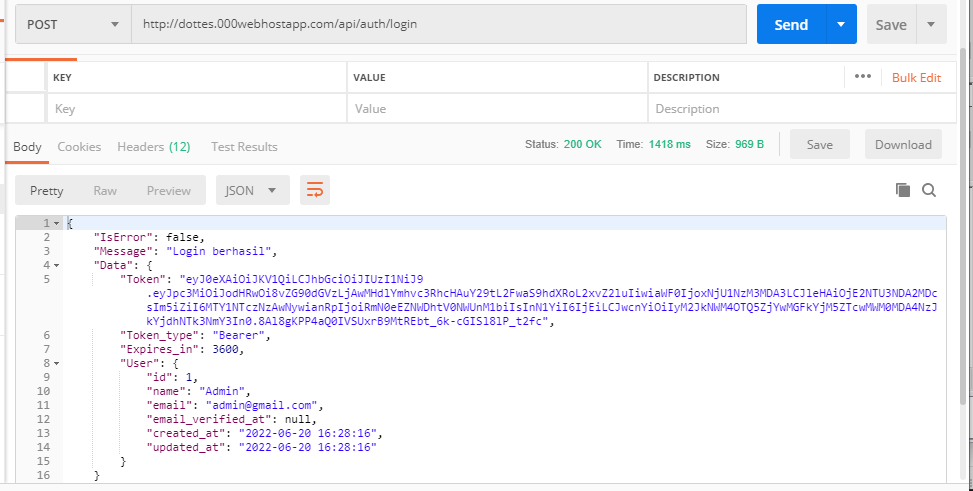 POST
http://dottes.000webhostapp.com/api/auth/login
Send
Save
KEY VALUE DESCRIPTION ••• Bulk Edit
Key Value Description
Body Cookies Headers (12) Test Results Status: 200 OK Time: 1418 ms Size: 969 B Save Download
Pretty Raw Preview JSON
1 {
2 "IsError": false,
3 "Message": "Login berhasil",
4 "Data": {
5 "Token": "eyJ0eXAiOiJKV1QiLCJhbGciOiJIUzI1NiJ9
.eyJpc3MiOiJodHRwOi8vZG90dGVzLjAwMHdlYmhvc3RhcHAuY29tL2FwaS9hdXRoL2xvZ2luIiwiaWF0IjoxNjU1NzM3MDA3LCJleHAiOjE2NTU3NDA2MDc
sIm5iZiI6MTY1NTczNzAwNywianRpIjoiRmN0eEZNWDhtV0NWUnM1biIsInN1YiI6IjEiLCJwcnYiOiIyM2JkNWM4OTQ5ZjYwMGFkYjM5ZTcwMWM0MDA4NzJ
kYjdhNTk3NmY3In0.8Al8gKPP4aQ0IVSUxrB9MtREbt_6k-cGISl8lP_t2fc",
6 "Token_type": "Bearer",
7 "Expires_in": 3600,
8 "User": {
9 "id": 1,
10 "name": "Admin",
11 "email": "admin@gmail.com",
12 "email_verified_at": null,
13 "created_at": "2022-06-20 16:28:16",
14 "updated_at": "2022-06-20 16:28:16"
15 }
16 }